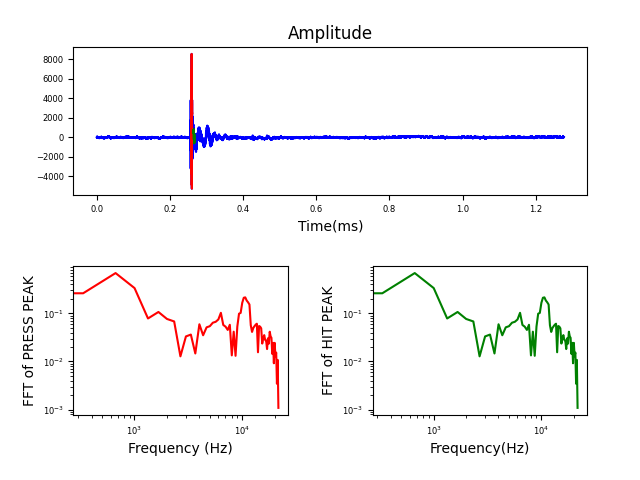 Amplitude
8000
6000
4000
2000
0
−2000
−4000
0.0 0.2 0.4 0.6 0.8 1.0 1.2
Time(ms)
FFT of PRESS PEAK
10⁻¹
10⁻²
10⁻³
10³ 10⁴
Frequency (Hz)
FFT of HIT PEAK
10⁻¹
10⁻²
10⁻³
10³ 10⁴
Frequency(Hz)